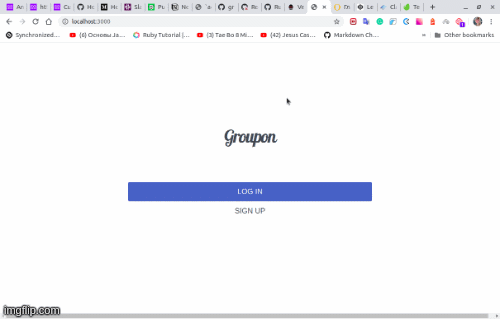 localhost:3000
Synchronized... (6) Основы Ja... Ruby Tutorial |... (3) Tae Bo 8 Mi... (42) Jesus Cas... Markdown Ch... » Other bookmarks
Groupon
LOG IN
SIGN UP
imgflip.com